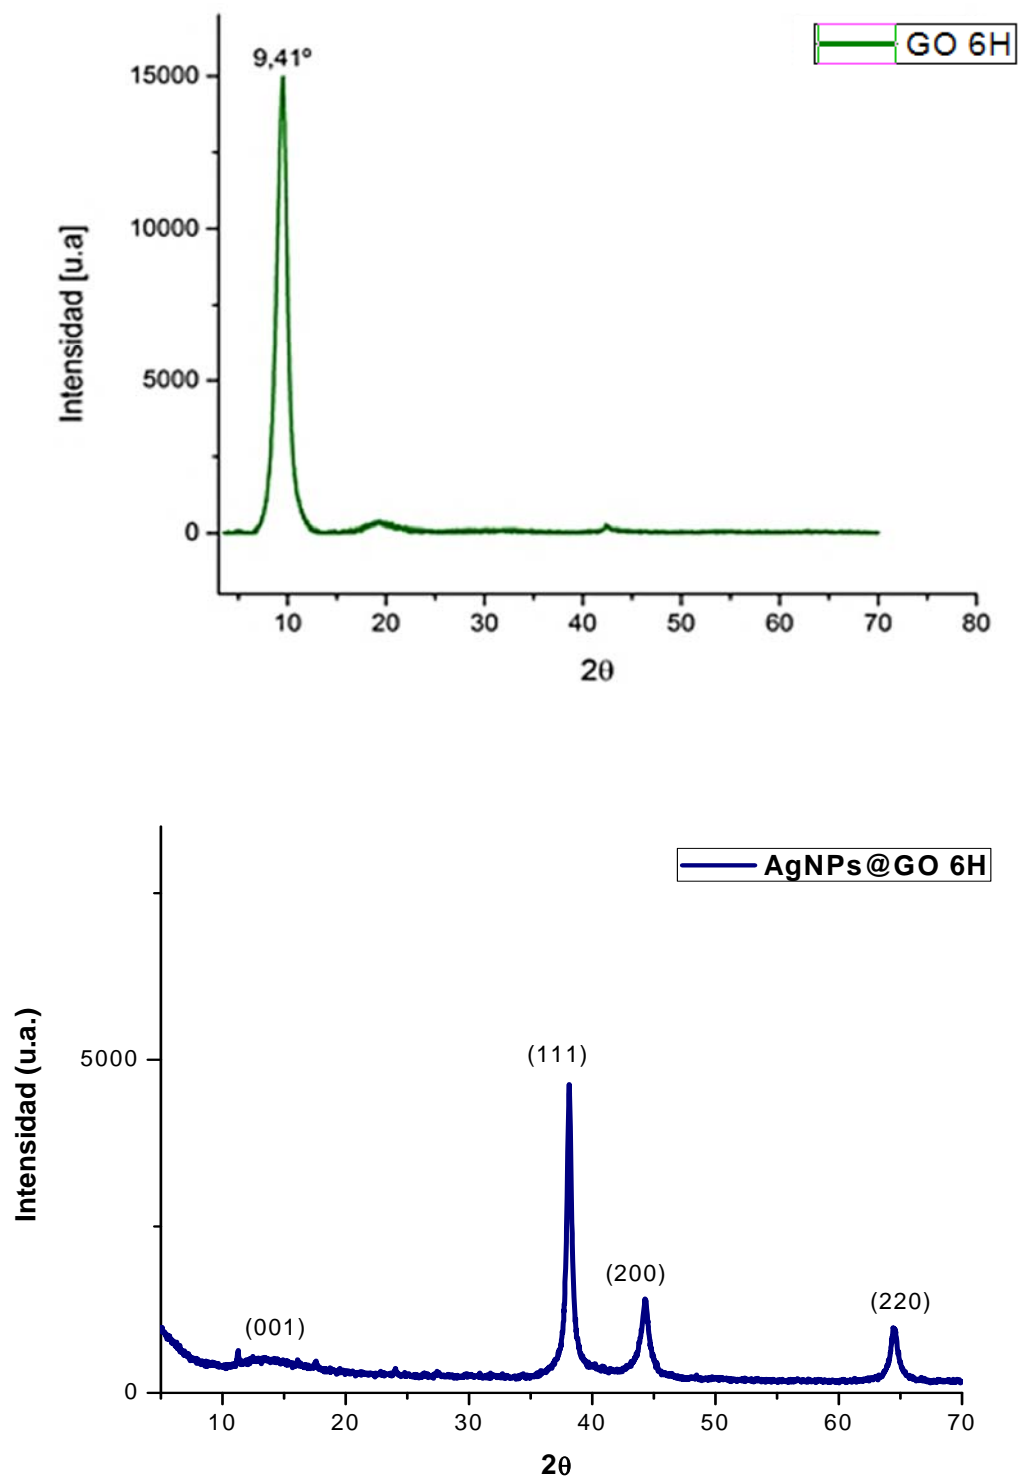 GO 6H
9,41º
15000
10000
5000
0
Intensidad [u.a]
10 20 30 40 50 60 70 80
2θ
AgNPs@GO 6H
(111)
(200)
(220)
(001)
5000
0
Intensidad (u.a.)
10 20 30 40 50 60 70
2θ